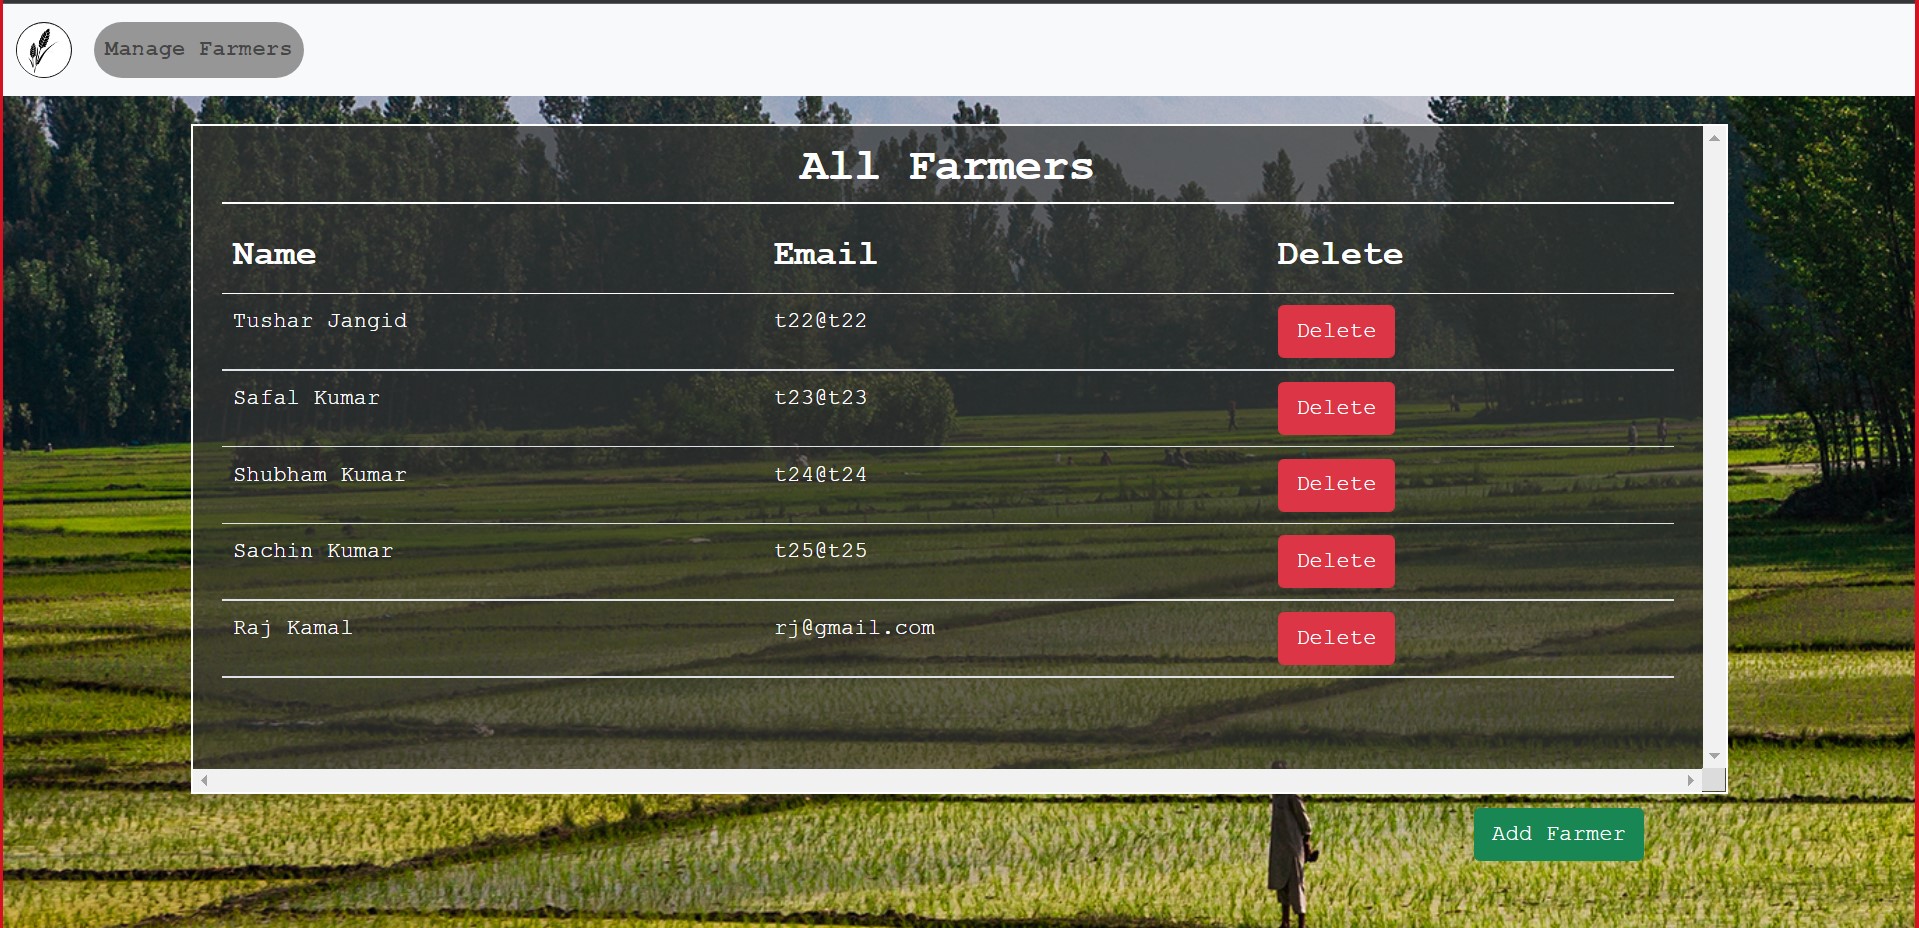 Manage Farmers
All Farmers
Name Email Delete
Tushar Jangid t22@t22 Delete
Safal Kumar t23@t23 Delete
Shubham Kumar t24@t24 Delete
Sachin Kumar t25@t25 Delete
Raj Kamal rj@gmail.com Delete
Add Farmer